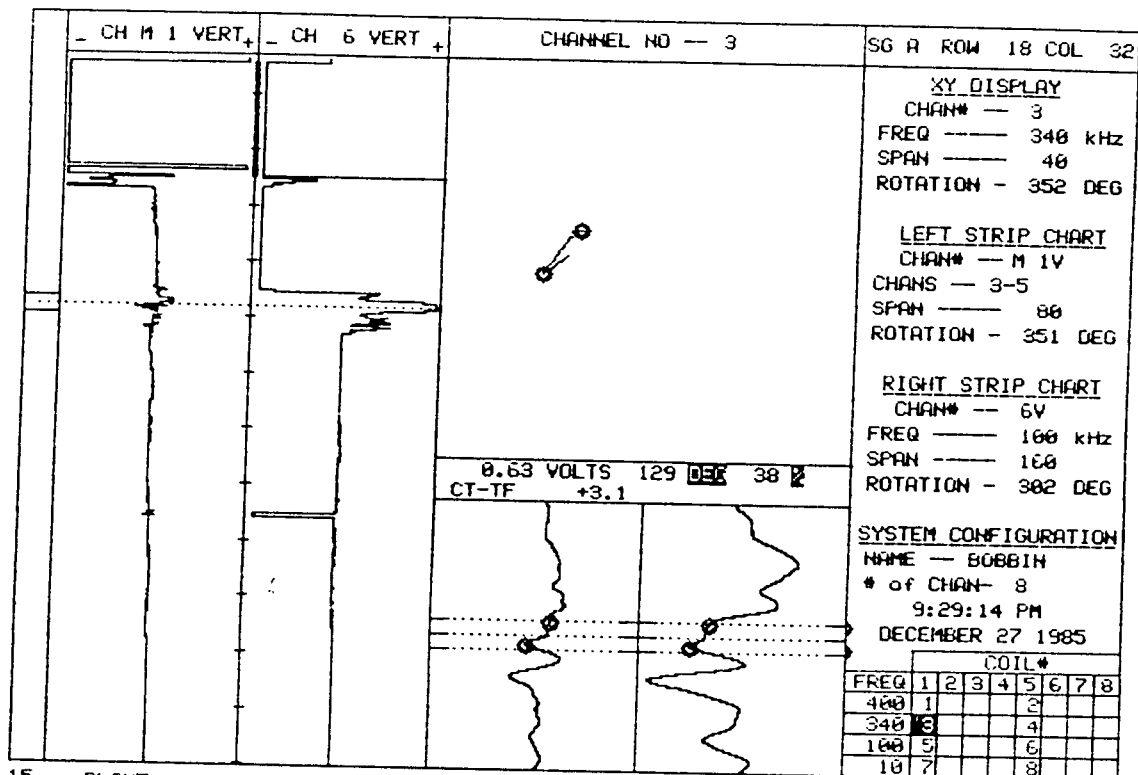 _ CH M 1 VERT +
_ CH 6 VERT +
CHANNEL NO -- 3
SG A ROW 18 COL 32
XY DISPLAY
CHAN# -- 3
FREQ ----- 340 kHz
SPAN ----- 40
ROTATION - 352 DEG
LEFT STRIP CHART
CHAN# -- M 1V
CHANS -- 3-5
SPAN ----- 80
ROTATION - 351 DEG
RIGHT STRIP CHART
CHAN# -- 6V
FREQ ----- 100 kHz
SPAN ----- 160
ROTATION - 302 DEG
0.63 VOLTS 129 DEG 38 %
CT-TF +3.1
SYSTEM CONFIGURATION
NAME -- BOBBIN
# of CHAN- 8
9:29:14 PM
DECEMBER 27 1985
COIL#
FREQ 1 2 3 4 5 6 7 8
400 1 2
340 3 4
100 5 6
10 7 8